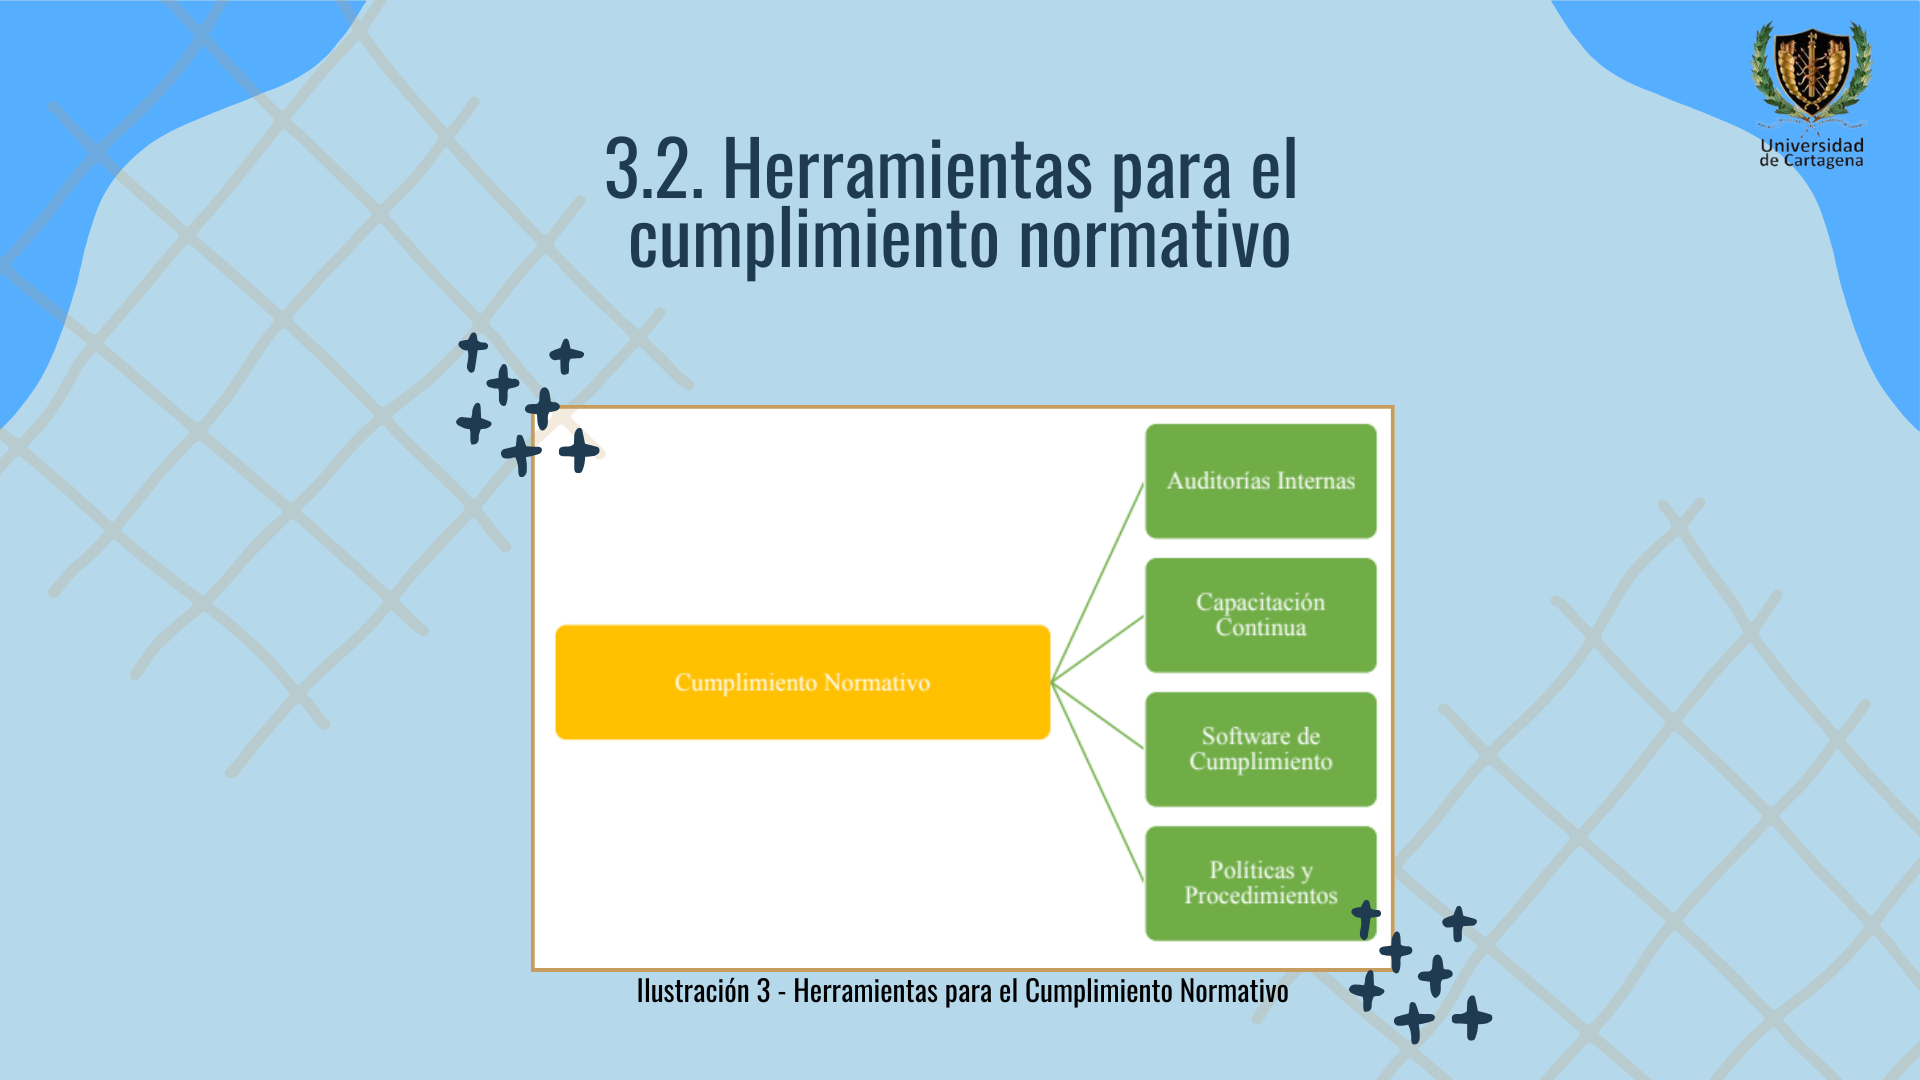 Universidad
de Cartagena
3.2. Herramientas para el
cumplimiento normativo
Cumplimiento Normativo
Auditorías Internas
Capacitación
Continua
Software de
Cumplimiento
Políticas y
Procedimientos
Ilustración 3 - Herramientas para el Cumplimiento Normativo